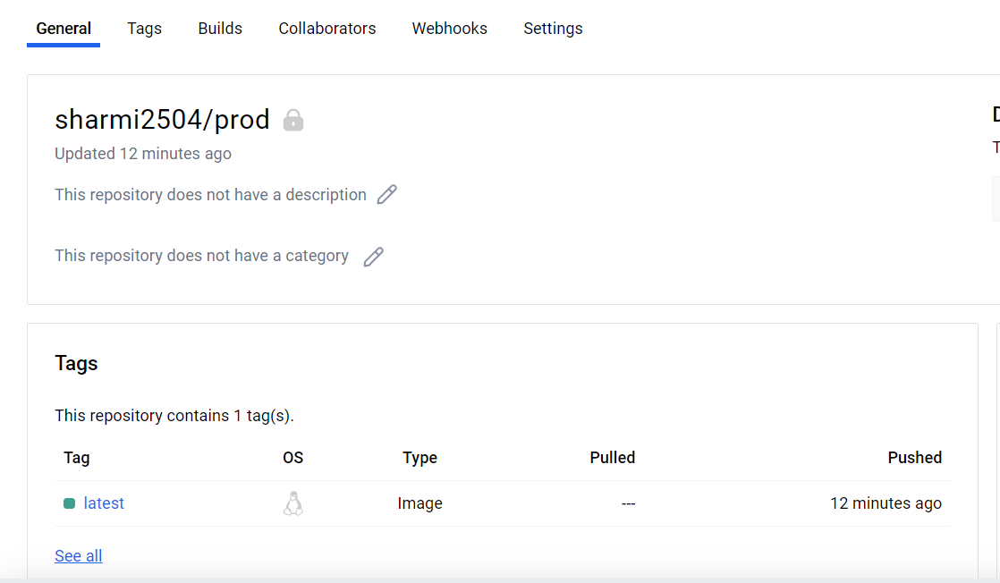 General Tags Builds Collaborators Webhooks Settings
sharmi2504/prod
Updated 12 minutes ago
This repository does not have a description
This repository does not have a category
D
T
Tags
This repository contains 1 tag(s).
Tag OS Type Pulled Pushed
latest Image --- 12 minutes ago
See all